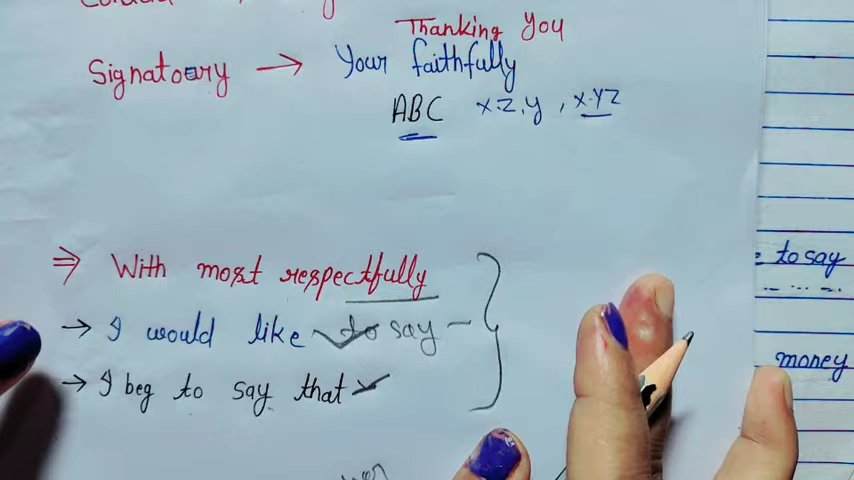 Thanking You
Signatoary → Your faithfully
ABC X.Z,y , X.YZ
⇒ With most respectfully
→ I would like to say –
→ I beg to say that
to say
money